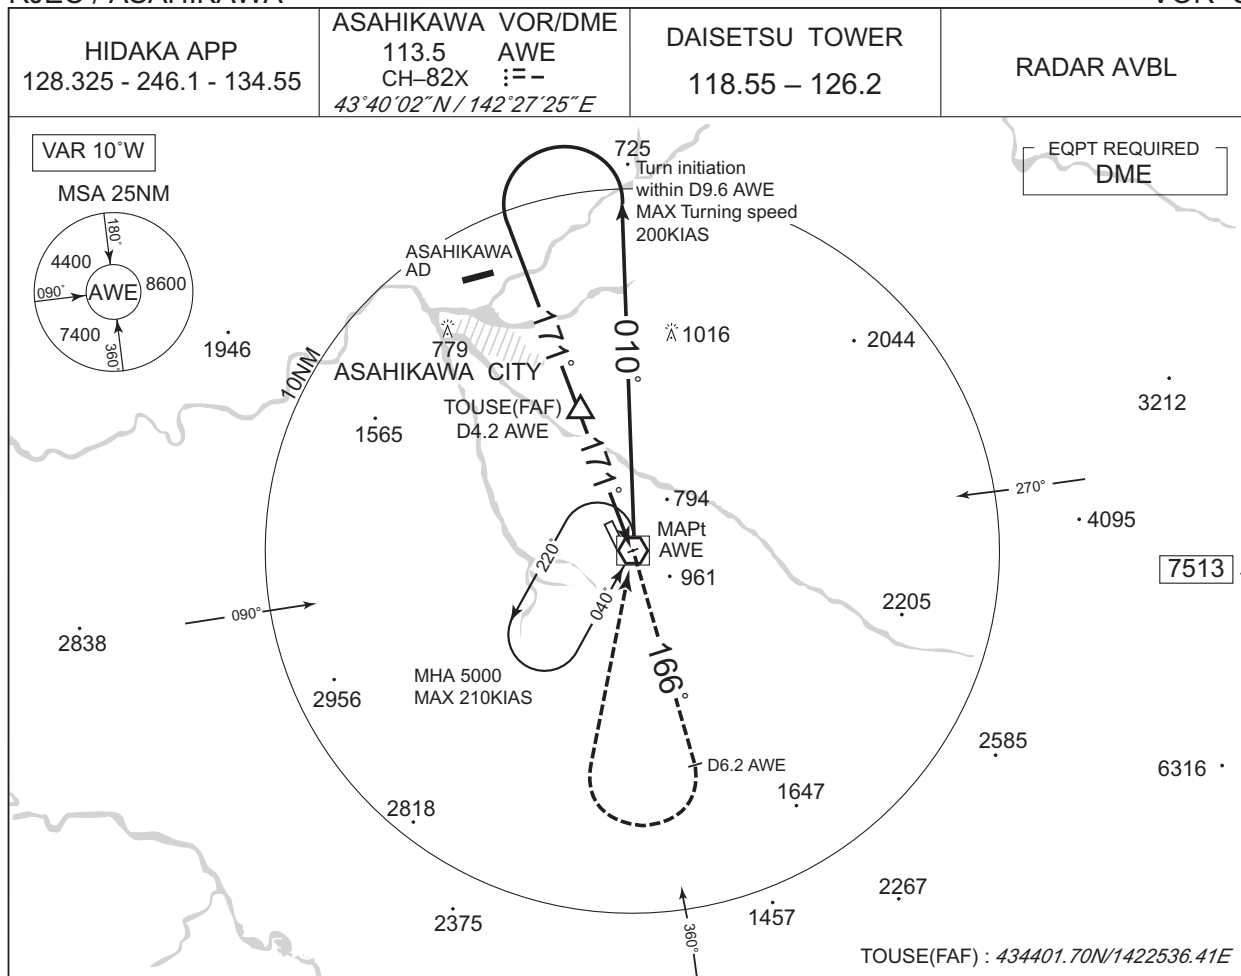 HIDAKA APP
128.325 - 246.1 - 134.55
ASAHIKAWA VOR/DME
113.5 AWE
CH–82X
43°40′02″N / 142°27′25″E
DAISETSU TOWER
118.55 – 126.2
RADAR AVBL
VAR 10°W
MSA 25NM
180°
4400
8600
090°
AWE
7400
360°
EQPT REQUIRED
DME
725
Turn initiation
within D9.6 AWE
MAX Turning speed
200KIAS
ASAHIKAWA
AD
171°
010°
1016
2044
1946
779
ASAHIKAWA CITY
10NM
3212
TOUSE(FAF)
D4.2 AWE
1565
171°
270°
794
4095
MAPt
AWE
220°
961
7513
040°
2205
090°
2838
166°
MHA 5000
MAX 210KIAS
2956
2585
D6.2 AWE
6316
1647
2818
2267
2375
1457
360°
TOUSE(FAF) : 434401.70N/1422536.41E